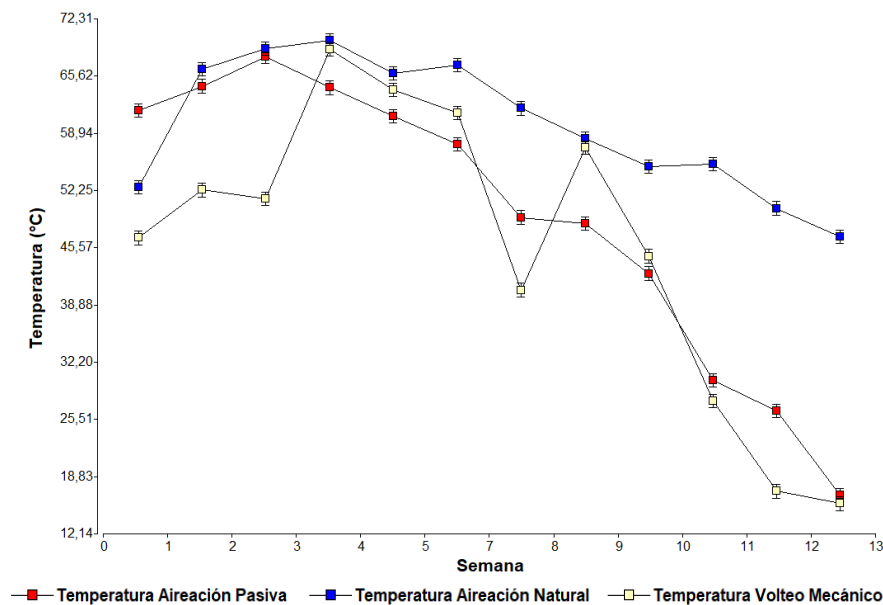 72,31
65,62
58,94
52,25
45,57
38,88
32,20
25,51
18,83
12,14
Temperatura (°C)
0 1 2 3 4 5 6 7 8 9 10 11 12 13
Semana
Temperatura Aireación Pasiva Temperatura Aireación Natural Temperatura Volteo Mecánico